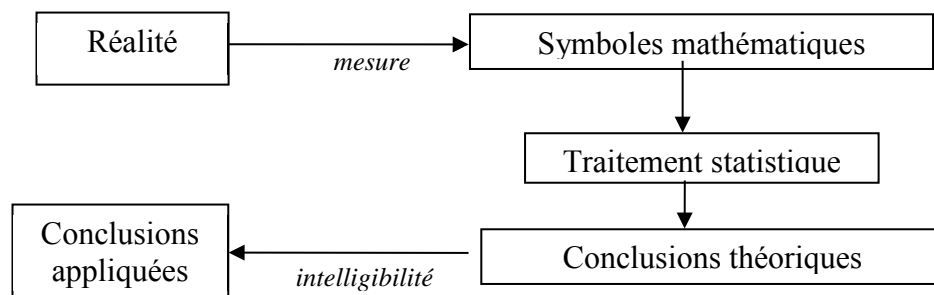 Réalité
mesure
Symboles mathématiques
Traitement statistique
Conclusions
appliquées
intelligibilité
Conclusions théoriques